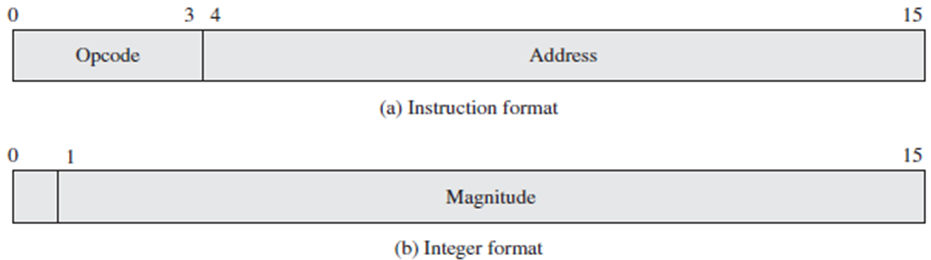 0 3 4 15
Opcode Address
(a) Instruction format
0 1 15
Magnitude
(b) Integer format